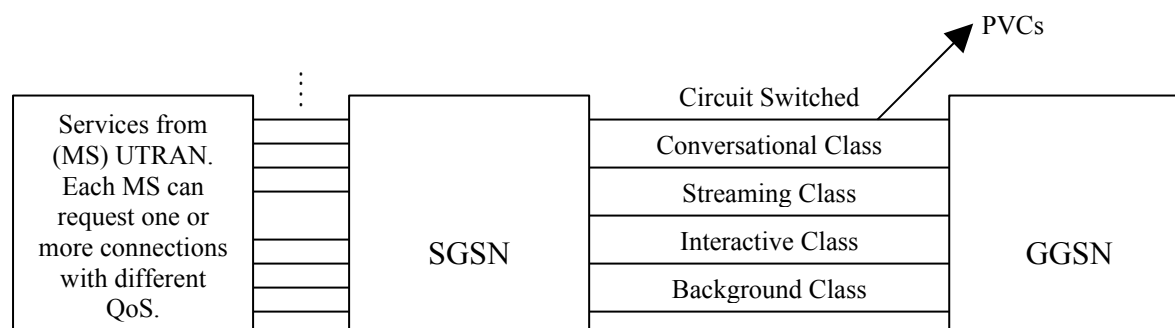 PVCs
Circuit Switched
Services from
(MS) UTRAN.
Each MS can
request one or
more connections
with different
QoS.
SGSN
Conversational Class
Streaming Class
Interactive Class
Background Class
GGSN